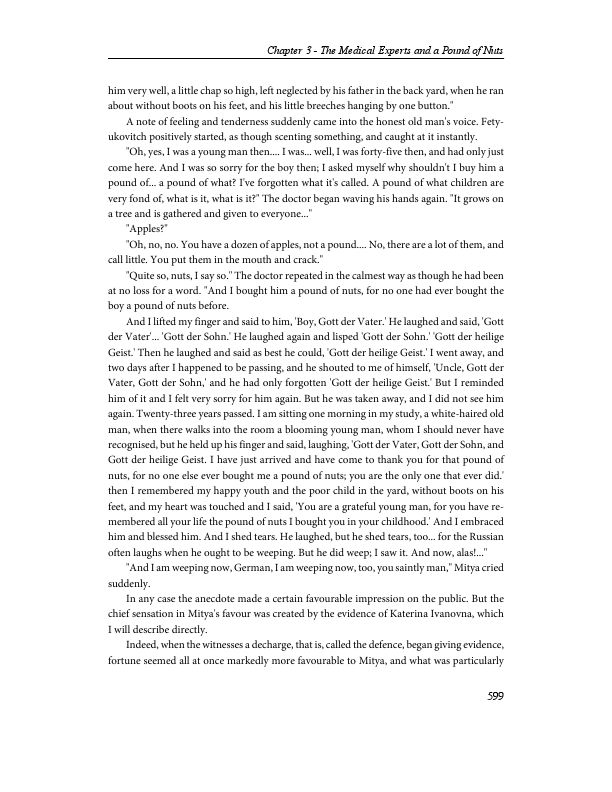 Chapter 3 - The Medical Experts and a Pound of Nuts
him very well, a little chap so high, left neglected by his father in the back yard, when he ran
about without boots on his feet, and his little breeches hanging by one button."
A note of feeling and tenderness suddenly came into the honest old man's voice. Fety-
ukovitch positively started, as though scenting something, and caught at it instantly.
"Oh, yes, I was a young man then.... I was... well, I was forty-five then, and had only just
come here. And I was so sorry for the boy then; I asked myself why shouldn't I buy him a
pound of... a pound of what? I've forgotten what it's called. A pound of what children are
very fond of, what is it, what is it?" The doctor began waving his hands again. "It grows on
a tree and is gathered and given to everyone..."
"Apples?"
"Oh, no, no. You have a dozen of apples, not a pound.... No, there are a lot of them, and
call little. You put them in the mouth and crack."
"Quite so, nuts, I say so." The doctor repeated in the calmest way as though he had been
at no loss for a word. "And I bought him a pound of nuts, for no one had ever bought the
boy a pound of nuts before.
And I lifted my finger and said to him, 'Boy, Gott der Vater.' He laughed and said, 'Gott
der Vater'... 'Gott der Sohn.' He laughed again and lisped 'Gott der Sohn.' 'Gott der heilige
Geist.' Then he laughed and said as best he could, 'Gott der heilige Geist.' I went away, and
two days after I happened to be passing, and he shouted to me of himself, 'Uncle, Gott der
Vater, Gott der Sohn,' and he had only forgotten 'Gott der heilige Geist.' But I reminded
him of it and I felt very sorry for him again. But he was taken away, and I did not see him
again. Twenty-three years passed. I am sitting one morning in my study, a white-haired old
man, when there walks into the room a blooming young man, whom I should never have
recognised, but he held up his finger and said, laughing, 'Gott der Vater, Gott der Sohn, and
Gott der heilige Geist. I have just arrived and have come to thank you for that pound of
nuts, for no one else ever bought me a pound of nuts; you are the only one that ever did.'
then I remembered my happy youth and the poor child in the yard, without boots on his
feet, and my heart was touched and I said, 'You are a grateful young man, for you have re-
membered all your life the pound of nuts I bought you in your childhood.' And I embraced
him and blessed him. And I shed tears. He laughed, but he shed tears, too... for the Russian
often laughs when he ought to be weeping. But he did weep; I saw it. And now, alas!..."
"And I am weeping now, German, I am weeping now, too, you saintly man," Mitya cried
suddenly.
In any case the anecdote made a certain favourable impression on the public. But the
chief sensation in Mitya's favour was created by the evidence of Katerina Ivanovna, which
I will describe directly.
Indeed, when the witnesses a decharge, that is, called the defence, began giving evidence,
fortune seemed all at once markedly more favourable to Mitya, and what was particularly
599